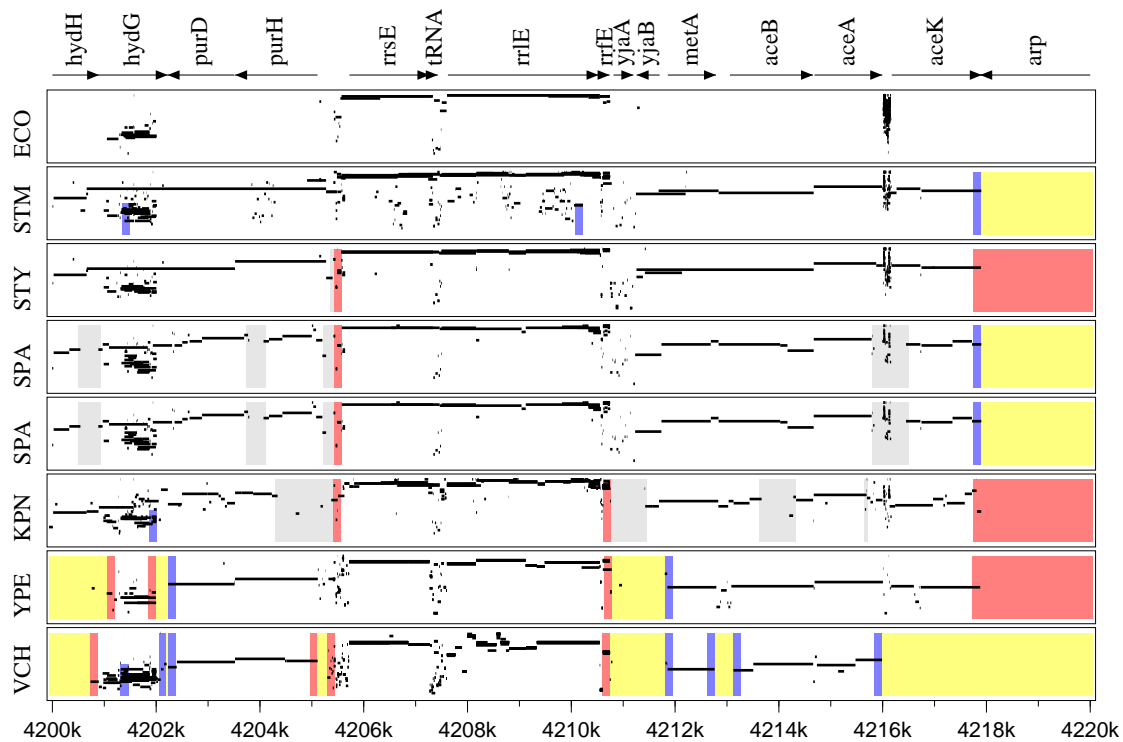 hydH hydG purD purH rrsE tRNA rrlE rrfE yjaA yjaB metA aceB aceA aceK arp
ECO
STM
STY
SPA
SPA
KPN
YPE
VCH
4200k 4202k 4204k 4206k 4208k 4210k 4212k 4214k 4216k 4218k 4220k